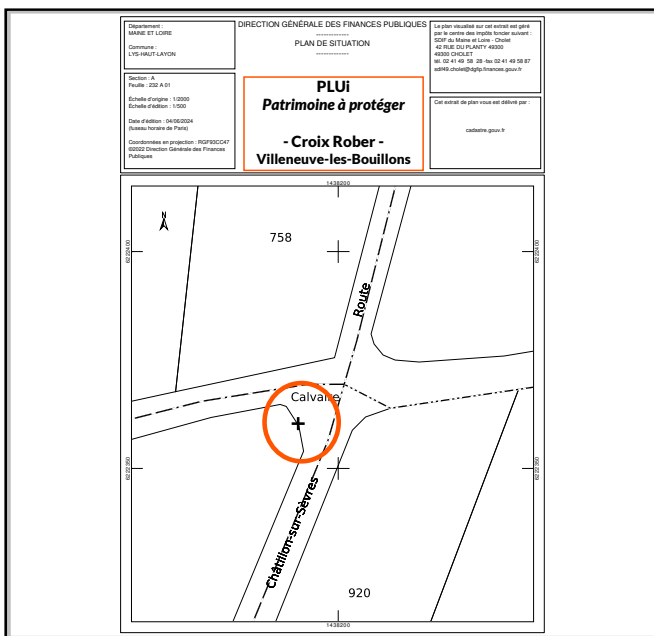 Département :
MAINE ET LOIRE
Commune :
LYS-HAUT-LAYON
Section : A
Feuille : 232 A 01
Échelle d'origine : 1/2000
Échelle d'édition : 1/500
Date d'édition : 04/06/2024
(fuseau horaire de Paris)
Coordonnées en projection : RGF93CC47
©2022 Direction Générale des Finances
Publiques
DIRECTION GÉNÉRALE DES FINANCES PUBLIQUES
-------------
PLAN DE SITUATION
-------------
PLUi
Patrimoine à protéger
- Croix Rober -
Villeneuve-les-Bouillons
Le plan visualisé sur cet extrait est géré
par le centre des impôts foncier suivant :
SDIF du Maine et Loire - Cholet
42 RUE DU PLANTY 49300
49300 CHOLET
tél. 02 41 49 58 28 -fax 02 41 49 58 87
sdif49.cholet@dgfip.finances.gouv.fr
Cet extrait de plan vous est délivré par :
cadastre.gouv.fr
1438200
N
758
6222400
6222400
Route
Calvaire
6222350
6222350
Châtillon-sur-Sèvres
920
1438200